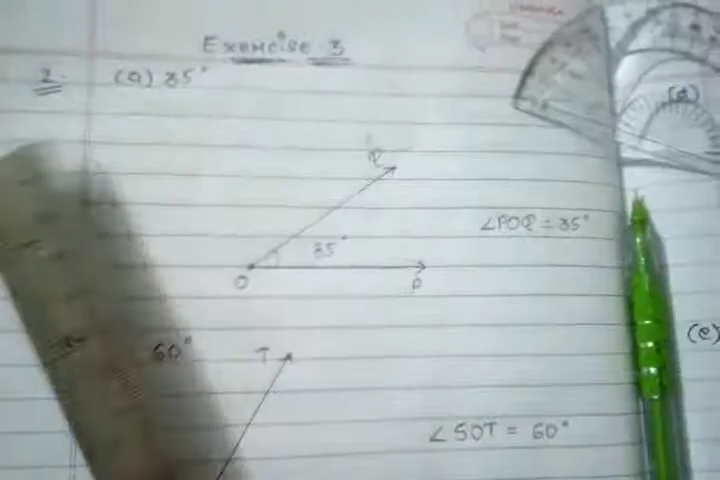 Exercise 3
2. (a) 35°
Q
35°
∠POQ = 35°
O
P
60°
T
∠SOT = 60°
(d)
(e)